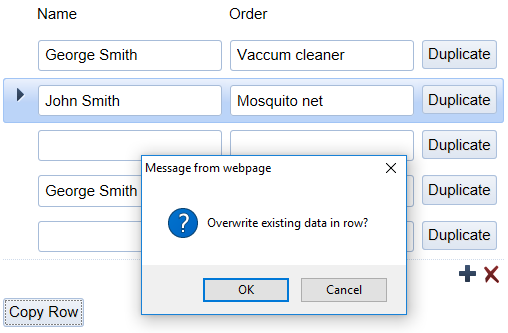 Name Order
George Smith Vaccum cleaner Duplicate
John Smith Mosquito net Duplicate
Duplicate
George Smith Duplicate
Duplicate
Message from webpage
Overwrite existing data in row?
OK Cancel
Copy Row